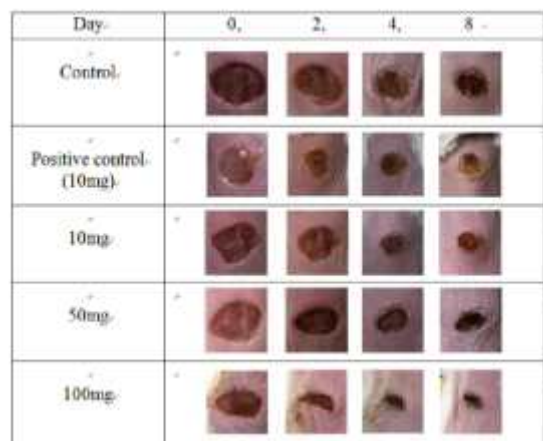 Day 0, 2, 4, 8
Control
Positive control
(10mg)
10mg
50mg
100mg